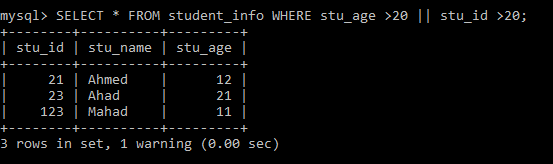 mysql> SELECT * FROM student_info WHERE stu_age >20 || stu_id >20;
+--------+----------+---------+
| stu_id | stu_name | stu_age |
+--------+----------+---------+
|     21 | Ahmed    |      12 |
|     23 | Ahad     |      21 |
|    123 | Mahad    |      11 |
+--------+----------+---------+
3 rows in set, 1 warning (0.00 sec)